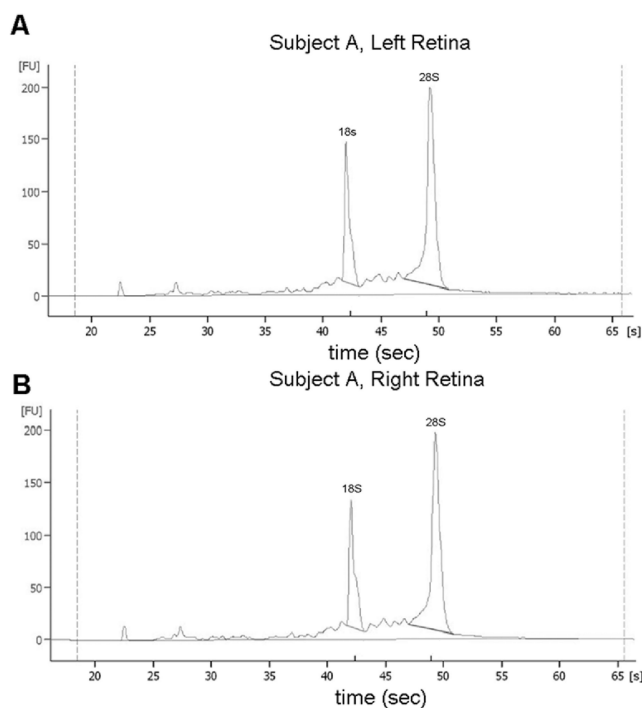 A
Subject A, Left Retina
[FU]
200
150
100
50
0
18s
28S
20 25 30 35 40 45 50 55 60 65 [s]
time (sec)
B
Subject A, Right Retina
[FU]
200
150
100
50
0
18S
28S
20 25 30 35 40 45 50 55 60 65 [s]
time (sec)